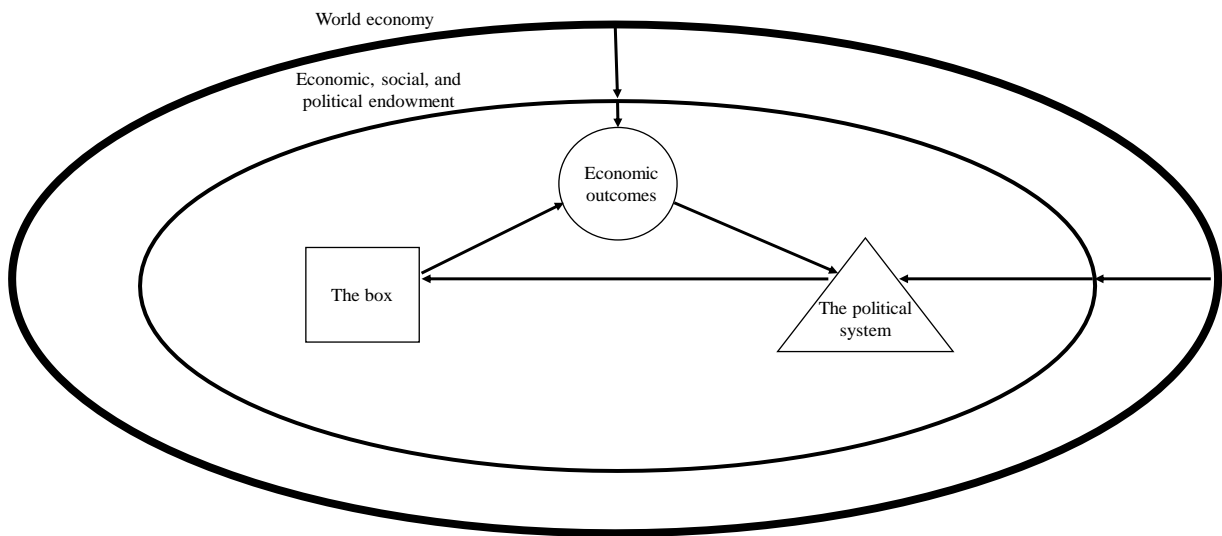 World economy
Economic, social, and
political endowment
Economic
outcomes
The box
The political
system